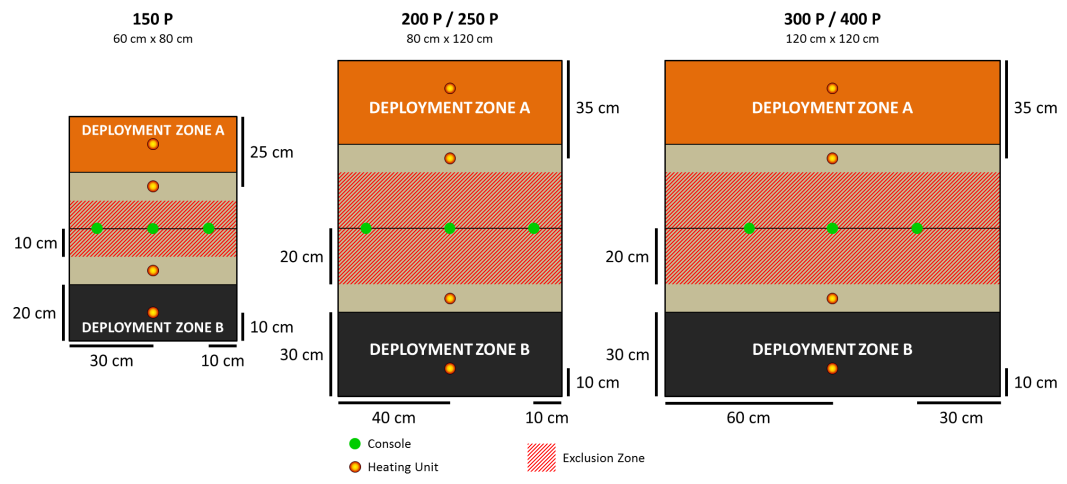 150 P
60 cm x 80 cm
200 P / 250 P
80 cm x 120 cm
300 P / 400 P
120 cm x 120 cm
DEPLOYMENT ZONE A
25 cm
10 cm
20 cm
DEPLOYMENT ZONE B
10 cm
30 cm
10 cm
DEPLOYMENT ZONE A
35 cm
20 cm
30 cm
DEPLOYMENT ZONE B
10 cm
40 cm
10 cm
DEPLOYMENT ZONE A
35 cm
20 cm
30 cm
DEPLOYMENT ZONE B
10 cm
60 cm
30 cm
Console
Heating Unit
Exclusion Zone